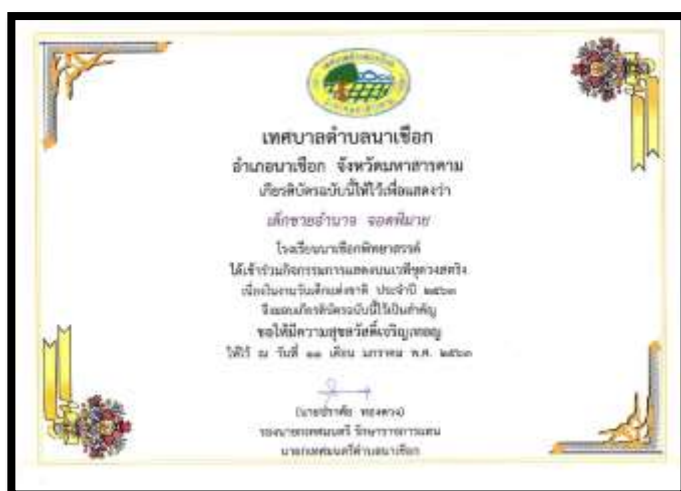 เทศบาลตำบลนาเชือก
อำเภอนาเชือก จังหวัดมหาสารคาม
เกียรติบัตรฉบับนี้ให้ไว้เพื่อแสดงว่า
เด็กชายอำนาจ จอดพิมาย
โรงเรียนนาเชือกพิทยาสรรค์
ได้เข้าร่วมกิจกรรมการแสดงบนเวทีชุดวงสตริง
เนื่องในงานวันเด็กแห่งชาติ ประจำปี ๒๕๖๓
จึงมอบเกียรติบัตรฉบับนี้ไว้เป็นสำคัญ
ขอให้มีความสุขสวัสดิ์เจริญเทอญ
ให้ไว้ ณ วันที่ ๑๑ เดือน มกราคม พ.ศ. ๒๕๖๓
ทองดวง)
รองนายกเทศมนตรี รักษาราชการแทน
นายกเทศมนตรีตำบลนาเชือก